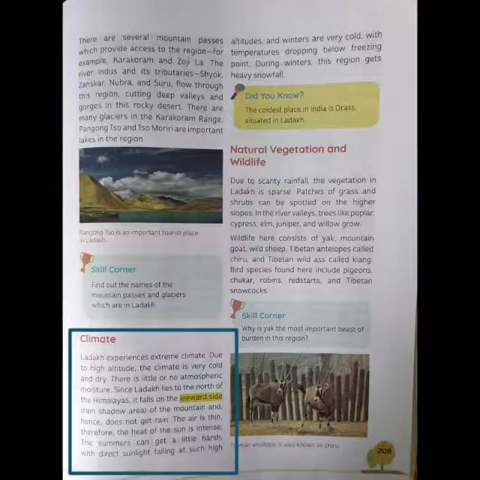 There are several mountain passes
which provide access to the region–for
example, Karakoram and Zoji La. The
river Indus and its tributaries–Shyok,
Zanskar, Nubra, and Suru, flow through
this region, cutting deep valleys and
gorges in this rocky desert. There are
many glaciers in the Karakoram Range.
Pangong Tso and Tso Moriri are important
lakes in the region.
Pangong Tso is an important tourist place
in Ladakh.
Skill Corner
Find out the names of the
mountain passes and glaciers
which are in Ladakh.
Climate
Ladakh experiences extreme climate. Due
to high altitude, the climate is very cold
and dry. There is little or no atmospheric
moisture. Since Ladakh lies to the north of
the Himalayas, it falls on the leeward side
(rain shadow area) of the mountain and,
hence, does not get rain. The air is thin,
therefore, the heat of the sun is intense.
The summers can get a little harsh,
with direct sunlight falling at such high
altitudes, and winters are very cold, with
temperatures dropping below freezing
point. During winters, this region gets
heavy snowfall.
Did You Know?
The coldest place in India is Drass,
situated in Ladakh.
Natural Vegetation and
Wildlife
Due to scanty rainfall, the vegetation in
Ladakh is sparse. Patches of grass and
shrubs can be spotted on the higher
slopes. In the river valleys, trees like poplar,
cypress, elm, juniper, and willow grow.
Wildlife here consists of yak, mountain
goat, wild sheep, Tibetan antelopes called
chiru, and Tibetan wild ass called kiang.
Bird species found here include pigeons,
chukar, robins, redstarts, and Tibetan
snowcocks.
Skill Corner
Why is yak the most important beast of
burden in this region?
Tibetan antelope is also known as chiru.
209